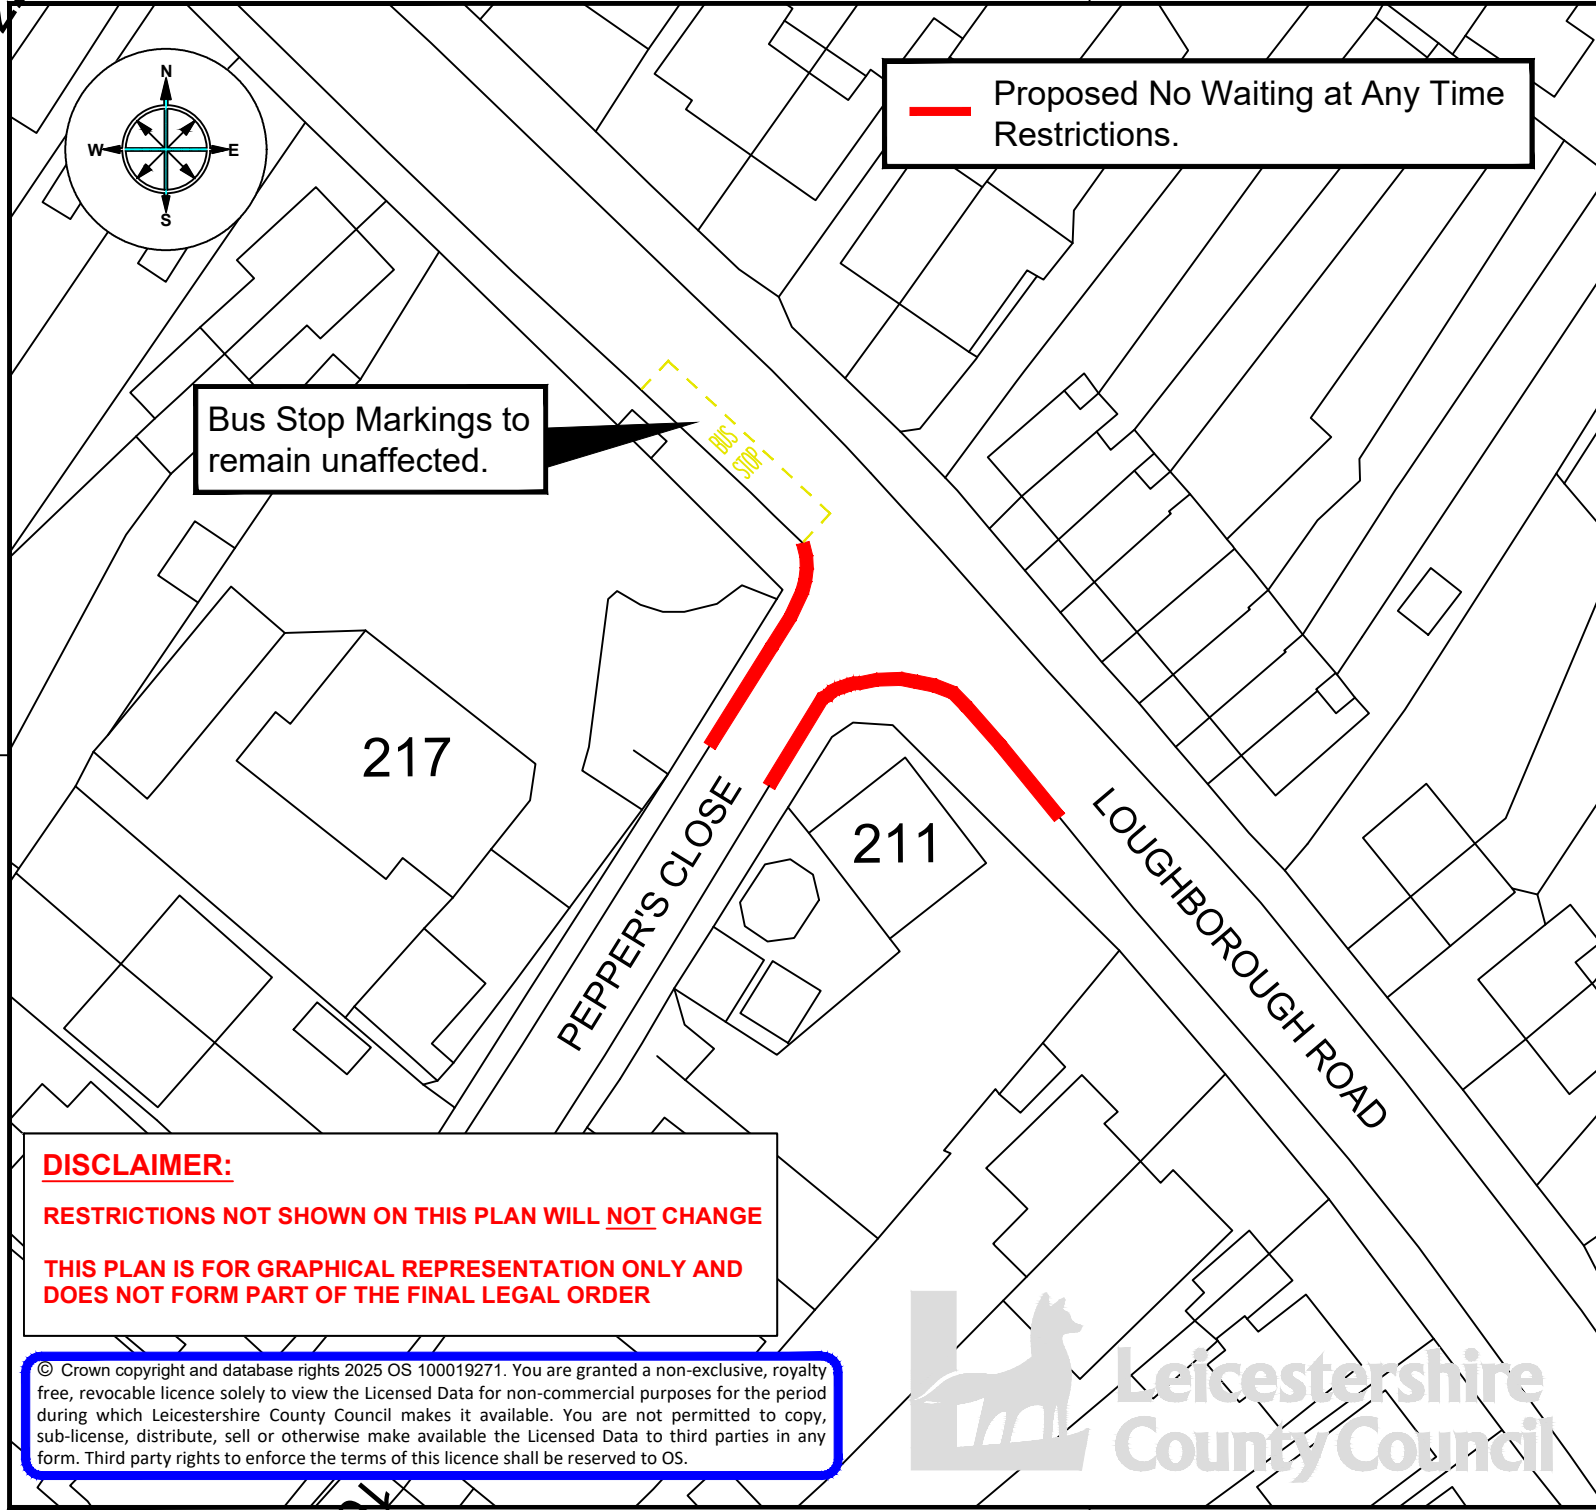 N
W
E
S
Proposed No Waiting at Any Time
Restrictions.
Bus Stop Markings to
remain unaffected.
BUS
STOP
217
211
PEPPER'S CLOSE
LOUGHBOROUGH ROAD
DISCLAIMER:
RESTRICTIONS NOT SHOWN ON THIS PLAN WILL NOT CHANGE
THIS PLAN IS FOR GRAPHICAL REPRESENTATION ONLY AND
DOES NOT FORM PART OF THE FINAL LEGAL ORDER
© Crown copyright and database rights 2025 OS 100019271. You are granted a non-exclusive, royalty
free, revocable licence solely to view the Licensed Data for non-commercial purposes for the period
during which Leicestershire County Council makes it available. You are not permitted to copy,
sub-license, distribute, sell or otherwise make available the Licensed Data to third parties in any
form. Third party rights to enforce the terms of this licence shall be reserved to OS.
Leicestershire
County Council